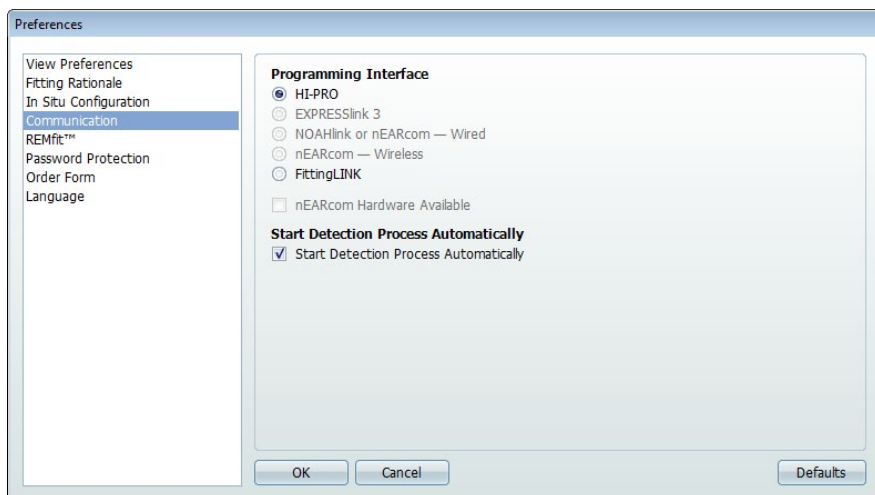 Preferences
View Preferences
Fitting Rationale
In Situ Configuration
Communication
REMfit™
Password Protection
Order Form
Language
Programming Interface
HI-PRO
EXPRESSlink 3
NOAHlink or nEARcom — Wired
nEARcom — Wireless
FittingLINK
nEARcom Hardware Available
Start Detection Process Automatically
Start Detection Process Automatically
OK
Cancel
Defaults